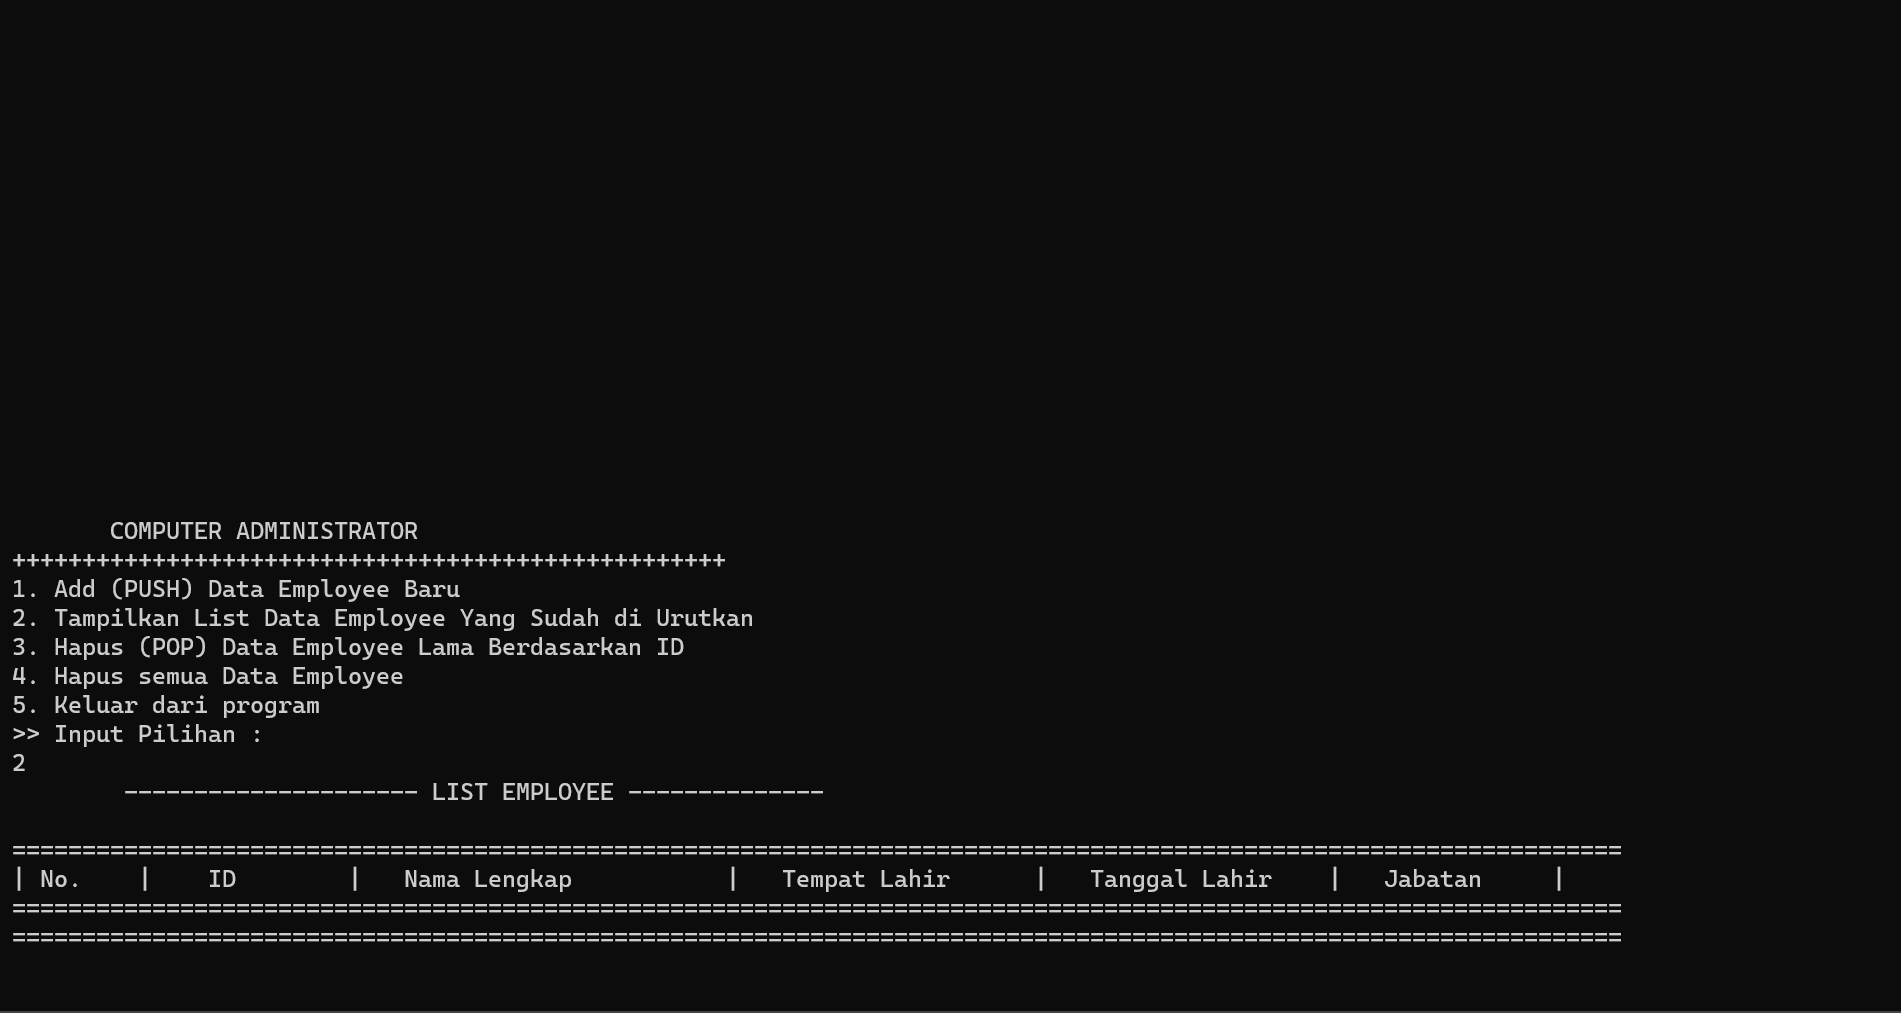 COMPUTER ADMINISTRATOR
+++++++++++++++++++++++++++++++++++++++++++++++++++
1. Add (PUSH) Data Employee Baru
2. Tampilkan List Data Employee Yang Sudah di Urutkan
3. Hapus (POP) Data Employee Lama Berdasarkan ID
4. Hapus semua Data Employee
5. Keluar dari program
>> Input Pilihan :
2
--------------------- LIST EMPLOYEE --------------
===================================================================================================================
| No.    |    ID        |   Nama Lengkap           |   Tempat Lahir      |   Tanggal Lahir    |   Jabatan     |
===================================================================================================================
===================================================================================================================